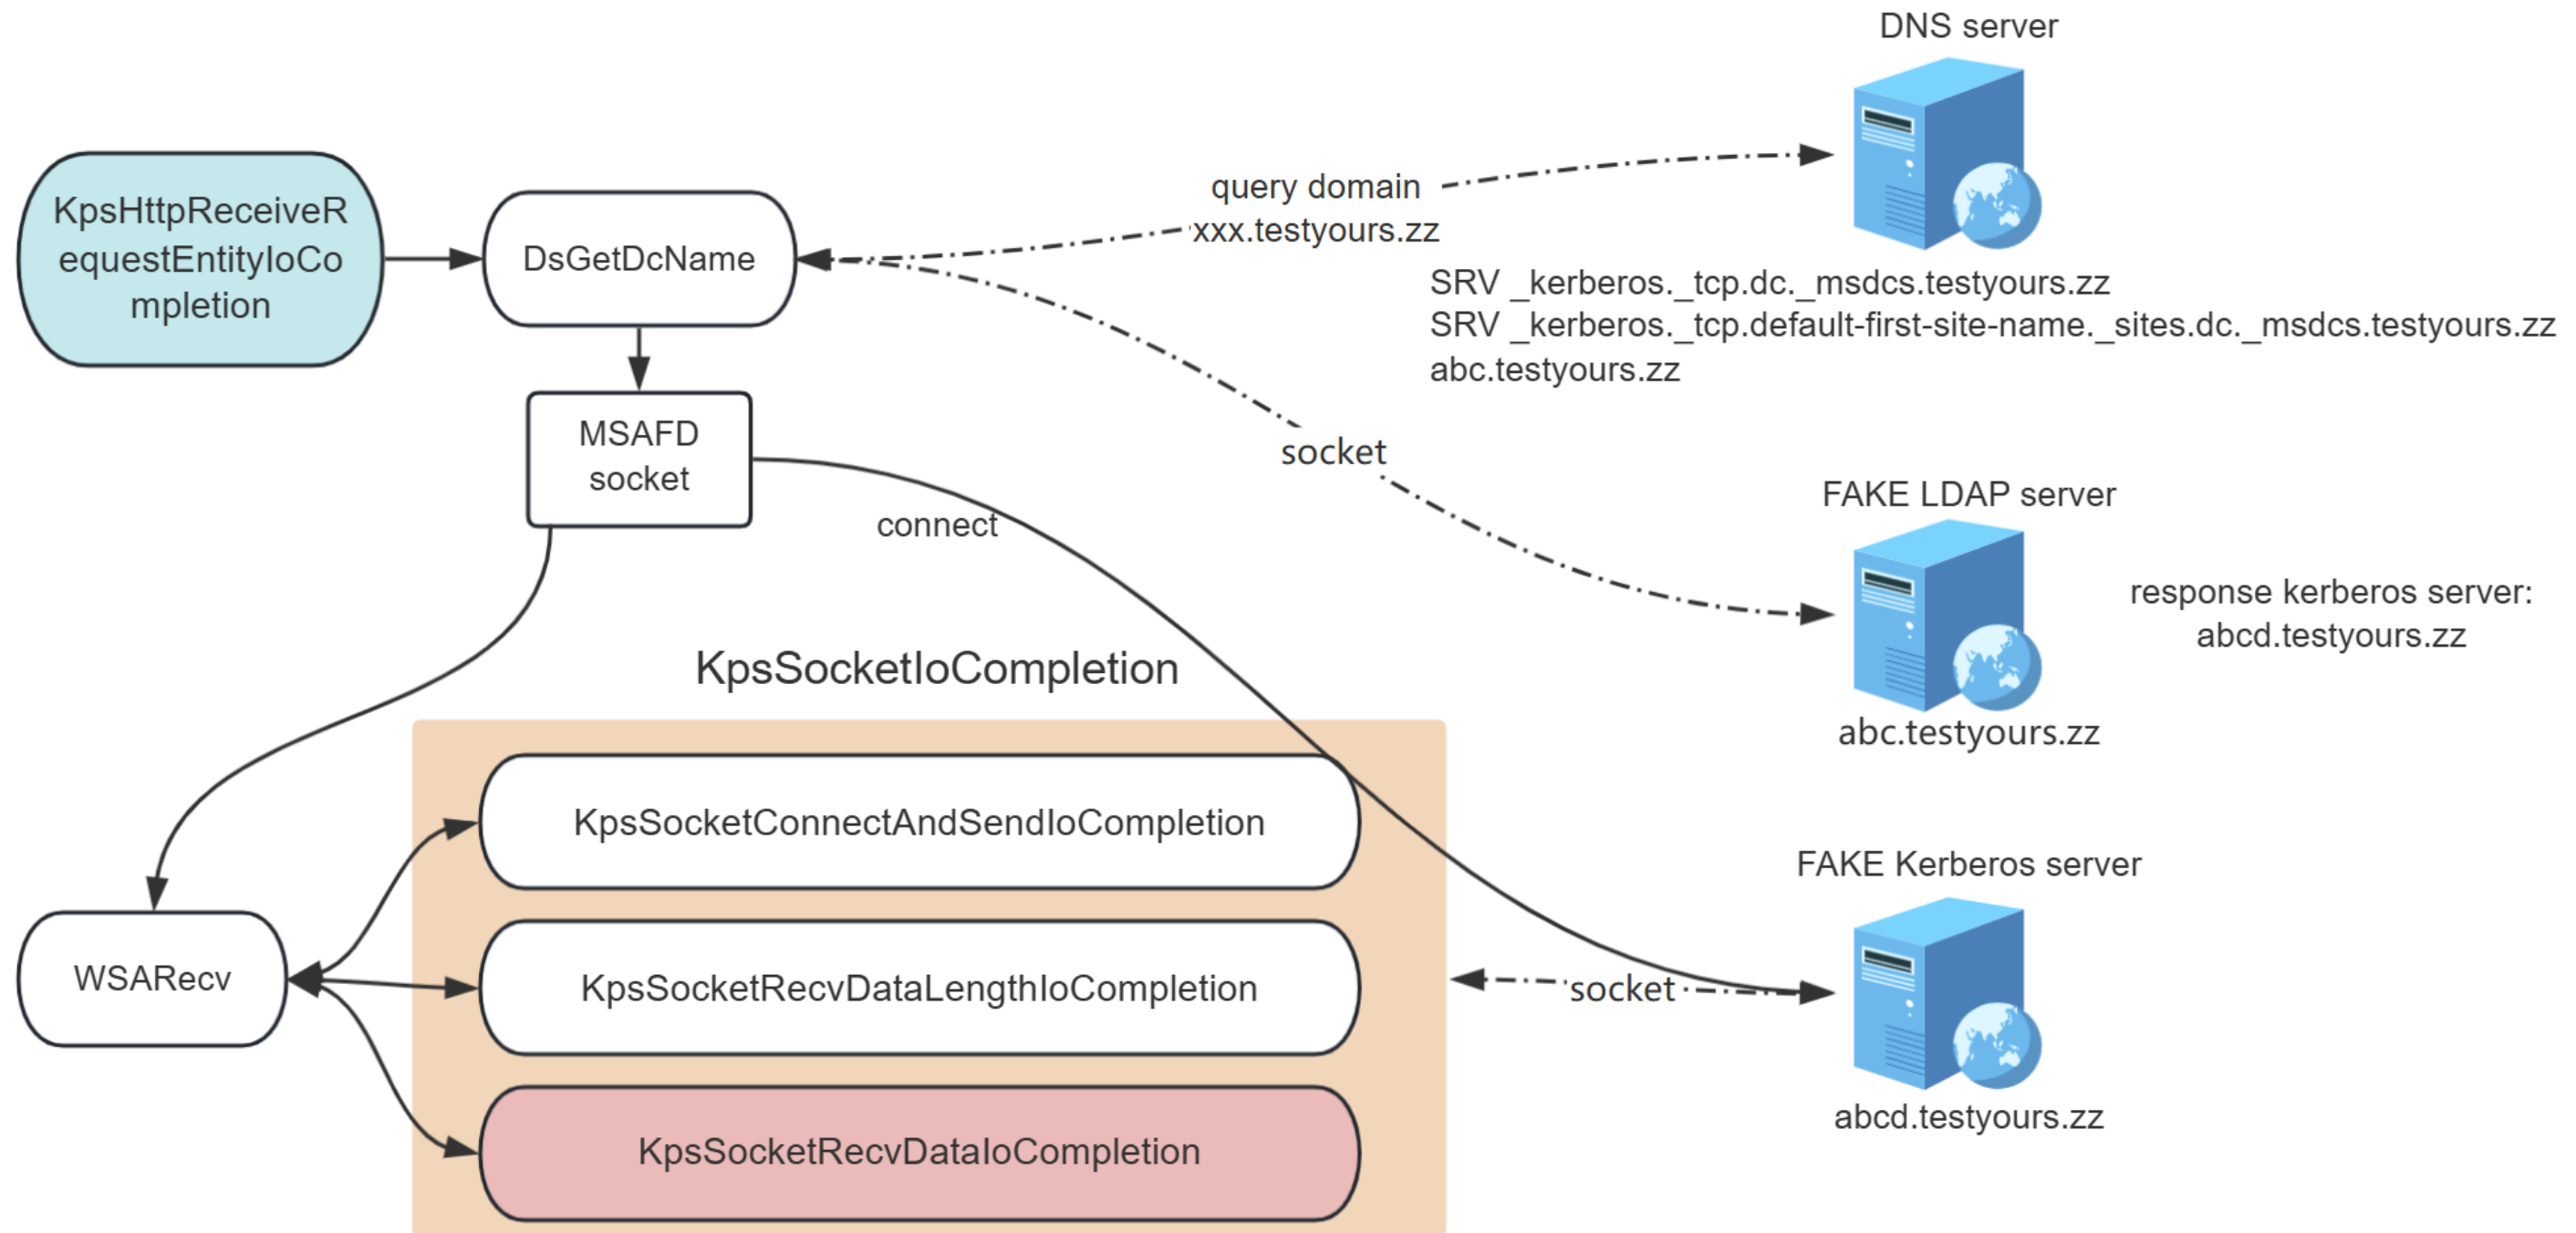 DNS server
KpsHttpReceiveR
equestEntityIoCo
mpletion
DsGetDcName
query domain
xxx.testyours.zz
SRV _kerberos._tcp.dc._msdcs.testyours.zz
SRV _kerberos._tcp.default-first-site-name._sites.dc._msdcs.testyours.zz
abc.testyours.zz
MSAFD
socket
connect
socket
FAKE LDAP server
response kerberos server:
abcd.testyours.zz
abc.testyours.zz
KpsSocketIoCompletion
KpsSocketConnectAndSendIoCompletion
FAKE Kerberos server
WSARecv
KpsSocketRecvDataLengthIoCompletion
socket
abcd.testyours.zz
KpsSocketRecvDataIoCompletion